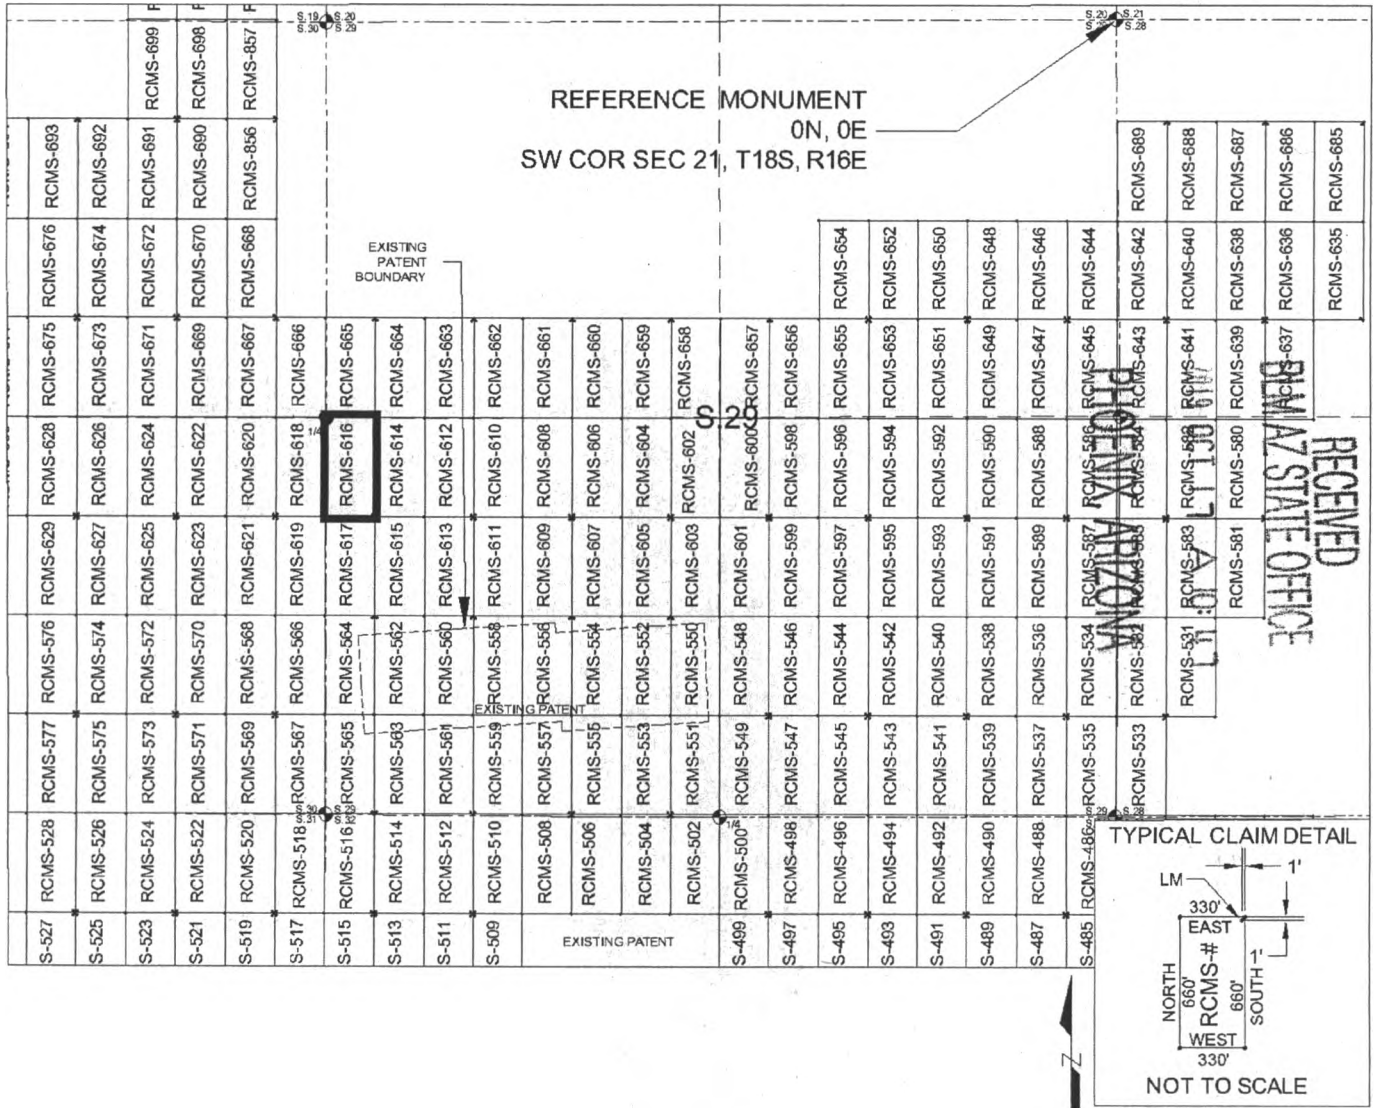 S.19 S.20
S.30 S.29
S.20 S.21
S.28
RCMS-699
RCMS-698
RCMS-857
REFERENCE MONUMENT
0N, 0E
SW COR SEC 21, T18S, R16E
RCMS-693
RCMS-692
RCMS-691
RCMS-690
RCMS-856
RCMS-689
RCMS-688
RCMS-687
RCMS-686
RCMS-685
RCMS-676
RCMS-674
RCMS-672
RCMS-670
RCMS-668
EXISTING
PATENT
BOUNDARY
RCMS-654
RCMS-652
RCMS-650
RCMS-648
RCMS-646
RCMS-644
RCMS-642
RCMS-640
RCMS-638
RCMS-636
RCMS-635
RCMS-675
RCMS-673
RCMS-671
RCMS-669
RCMS-667
RCMS-666
RCMS-665
RCMS-664
RCMS-663
RCMS-662
RCMS-661
RCMS-660
RCMS-659
RCMS-658
RCMS-657
RCMS-656
RCMS-655
RCMS-653
RCMS-651
RCMS-649
RCMS-647
RCMS-645
RCMS-643
RCMS-641
RCMS-639
S.29
RCMS-628
RCMS-626
RCMS-624
RCMS-622
RCMS-620
RCMS-618
1/4
RCMS-616
RCMS-614
RCMS-612
RCMS-610
RCMS-608
RCMS-606
RCMS-604
RCMS-602
RCMS-600
RCMS-598
RCMS-596
RCMS-594
RCMS-592
RCMS-590
RCMS-588
RCMS-586
RCMS-580
RCMS-629
RCMS-627
RCMS-625
RCMS-623
RCMS-621
RCMS-619
RCMS-617
RCMS-615
RCMS-613
RCMS-611
RCMS-609
RCMS-607
RCMS-605
RCMS-603
RCMS-601
RCMS-599
RCMS-597
RCMS-595
RCMS-593
RCMS-591
RCMS-589
RCMS-587
RCMS-583
RCMS-581
RECEIVED
BLM AZ STATE OFFICE
PHOENIX, ARIZONA
RCMS-576
RCMS-574
RCMS-572
RCMS-570
RCMS-568
RCMS-566
RCMS-564
RCMS-562
RCMS-560
RCMS-558
RCMS-556
RCMS-554
RCMS-552
RCMS-550
RCMS-548
RCMS-546
RCMS-544
RCMS-542
RCMS-540
RCMS-538
RCMS-536
RCMS-534
RCMS-532
RCMS-531
EXISTING PATENT
RCMS-577
RCMS-575
RCMS-573
RCMS-571
RCMS-569
RCMS-567
RCMS-565
RCMS-563
RCMS-561
RCMS-559
RCMS-557
RCMS-555
RCMS-553
RCMS-551
RCMS-549
RCMS-547
RCMS-545
RCMS-543
RCMS-541
RCMS-539
RCMS-537
RCMS-535
RCMS-533
S.30 S.29
S.31 S.32
1/4
S.29 S.28
RCMS-528
RCMS-526
RCMS-524
RCMS-522
RCMS-520
RCMS-518
RCMS-516
RCMS-514
RCMS-512
RCMS-510
RCMS-508
RCMS-506
RCMS-504
RCMS-502
RCMS-500
RCMS-498
RCMS-496
RCMS-494
RCMS-492
RCMS-490
RCMS-488
RCMS-486
S-527
S-525
S-523
S-521
S-519
S-517
S-515
S-513
S-511
S-509
EXISTING PATENT
S-499
S-497
S-495
S-493
S-491
S-489
S-487
S-485
TYPICAL CLAIM DETAIL
1'
LM
330'
EAST
NORTH
660'
RCMS-#
660'
SOUTH
1'
WEST
330'
NOT TO SCALE
Z